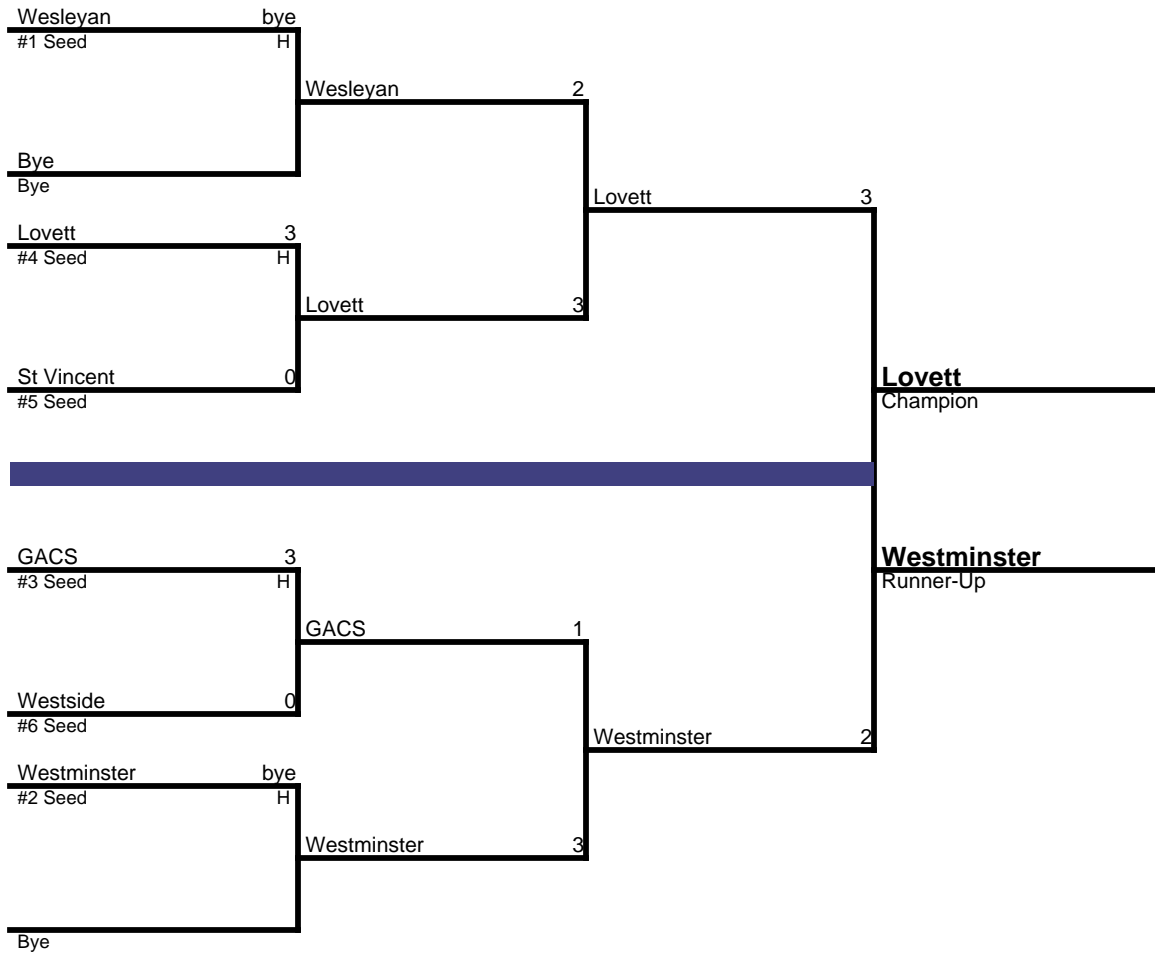 Wesleyan bye
#1 Seed H
Wesleyan 2
Bye
Bye
Lovett 3
Lovett 3
#4 Seed H
Lovett 3
St Vincent 0
#5 Seed
Lovett
Champion
GACS 3
#3 Seed H
Westminster
Runner-Up
GACS 1
Westside 0
#6 Seed
Westminster 2
Westminster bye
#2 Seed H
Westminster 3
Bye